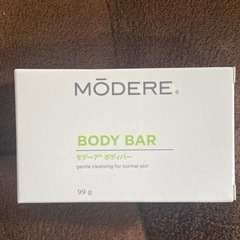 MŌDERE®
BODY BAR
モデーア® ボディバー
gentle cleansing for normal skin
99 g